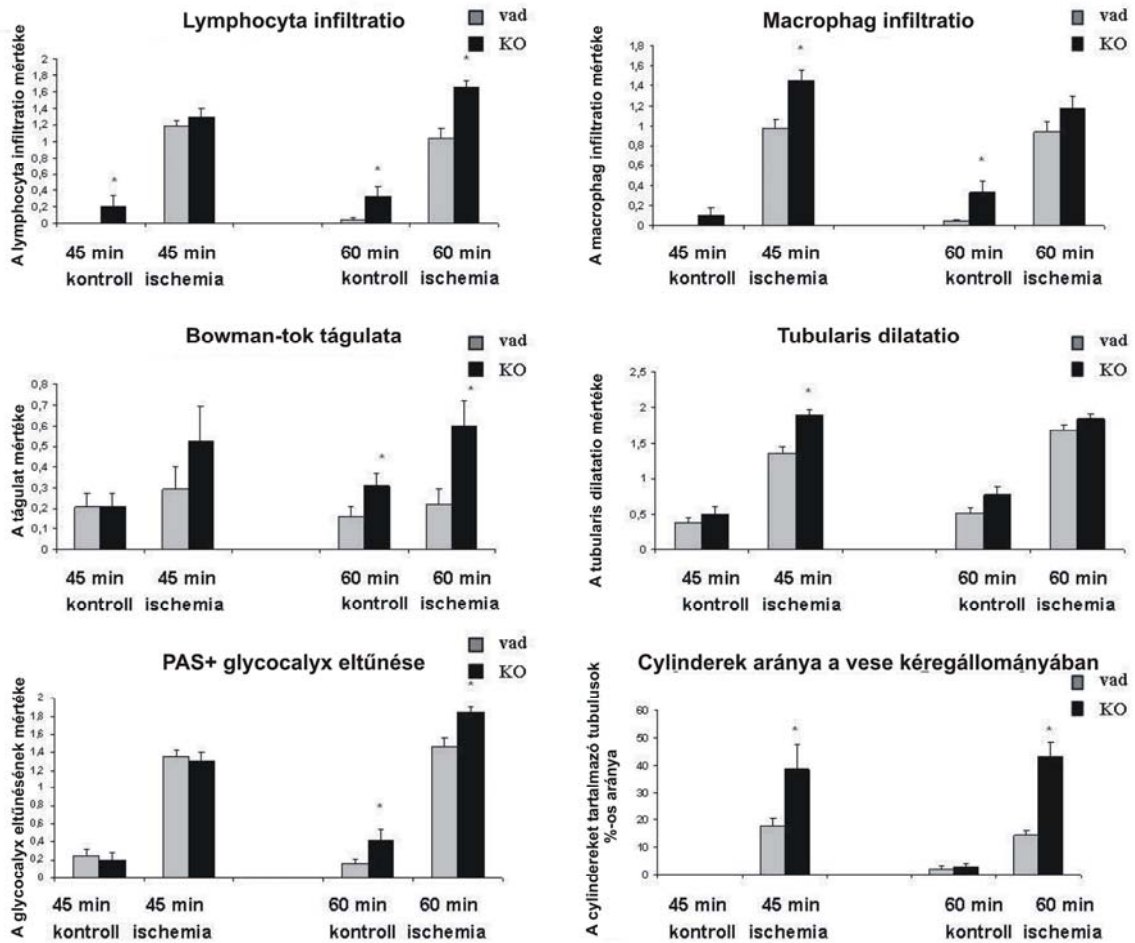 Lymphocyta infiltratio
vad
KO
A lymphocyta infiltratio mértéke
2
1,8
1,6
1,4
1,2
1
0,8
0,6
0,4
0,2
0
*
*
*
45 min 45 min 60 min 60 min
kontroll ischemia kontroll ischemia
Macrophag infiltratio
vad
KO
A macrophag infiltratio mértéke
1,8
1,6
1,4
1,2
1
0,8
0,6
0,4
0,2
0
*
*
45 min 45 min 60 min 60 min
kontroll ischemia kontroll ischemia
Bowman-tok tágulata
vad
KO
A tágulat mértéke
0,8
0,7
0,6
0,5
0,4
0,3
0,2
0,1
0
*
*
45 min 45 min 60 min 60 min
kontroll ischemia kontroll ischemia
Tubularis dilatatio
vad
KO
A tubularis dilatatio mértéke
2,5
2
1,5
1
0,5
0
*
45 min 45 min 60 min 60 min
kontroll ischemia kontroll ischemia
PAS+ glycocalyx eltűnése
vad
KO
A glycocalyx eltűnésének mértéke
2
1,8
1,6
1,4
1,2
1
0,8
0,6
0,4
0,2
0
*
*
45 min 45 min 60 min 60 min
kontroll ischemia kontroll ischemia
Cylinderek aránya a vese kéregállományában
vad
KO
A cylindereket tartalmazó tubulusok
%-os aránya
60
50
40
30
20
10
0
*
*
45 min 45 min 60 min 60 min
kontroll ischemia kontroll ischemia